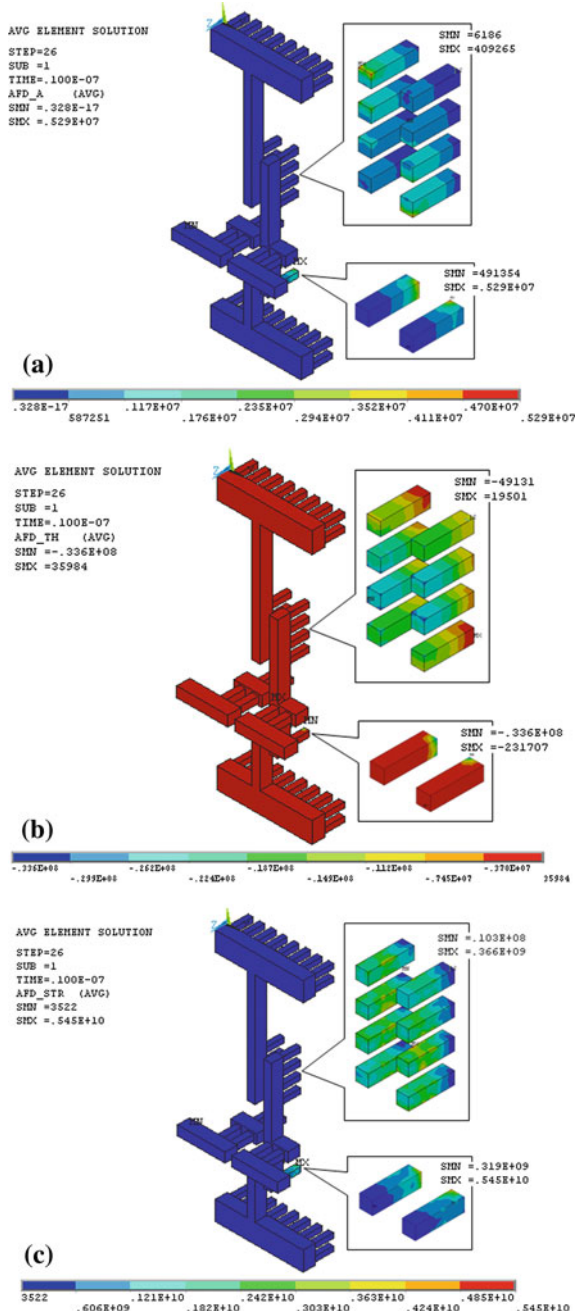 AVG ELEMENT SOLUTION
STEP=26
SUB =1
TIME=.100E-07
AFD_A (AVG)
SMN =.328E-17
SMX =.529E+07
SMN =6186
SMX =409265
Z
MN
MX
SMN =491354
SMX =.529E+07
(a)
.328E-17 .117E+07 .235E+07 .352E+07 .470E+07
587251 .176E+07 .294E+07 .411E+07 .529E+07
AVG ELEMENT SOLUTION
STEP=26
SUB =1
TIME=.100E-07
AFD_TH (AVG)
SMN =-.336E+08
SMX =35984
SMN =-49131
SMX =19501
Z
MX
MN
SMN =-.336E+08
SMX =-231707
(b)
-.336E+08 -.262E+08 -.187E+08 -.112E+08 -.370E+07
-.299E+08 -.224E+08 -.149E+08 -.745E+07 35984
AVG ELEMENT SOLUTION
STEP=26
SUB =1
TIME=.100E-07
AFD_STR (AVG)
SMN =3522
SMX =.545E+10
SMN =.103E+08
SMX =.366E+09
Z
MN
MX
SMN =.319E+09
SMX =.545E+10
(c)
3522 .121E+10 .242E+10 .363E+10 .485E+10
.606E+09 .182E+10 .303E+10 .424E+10 .545E+10